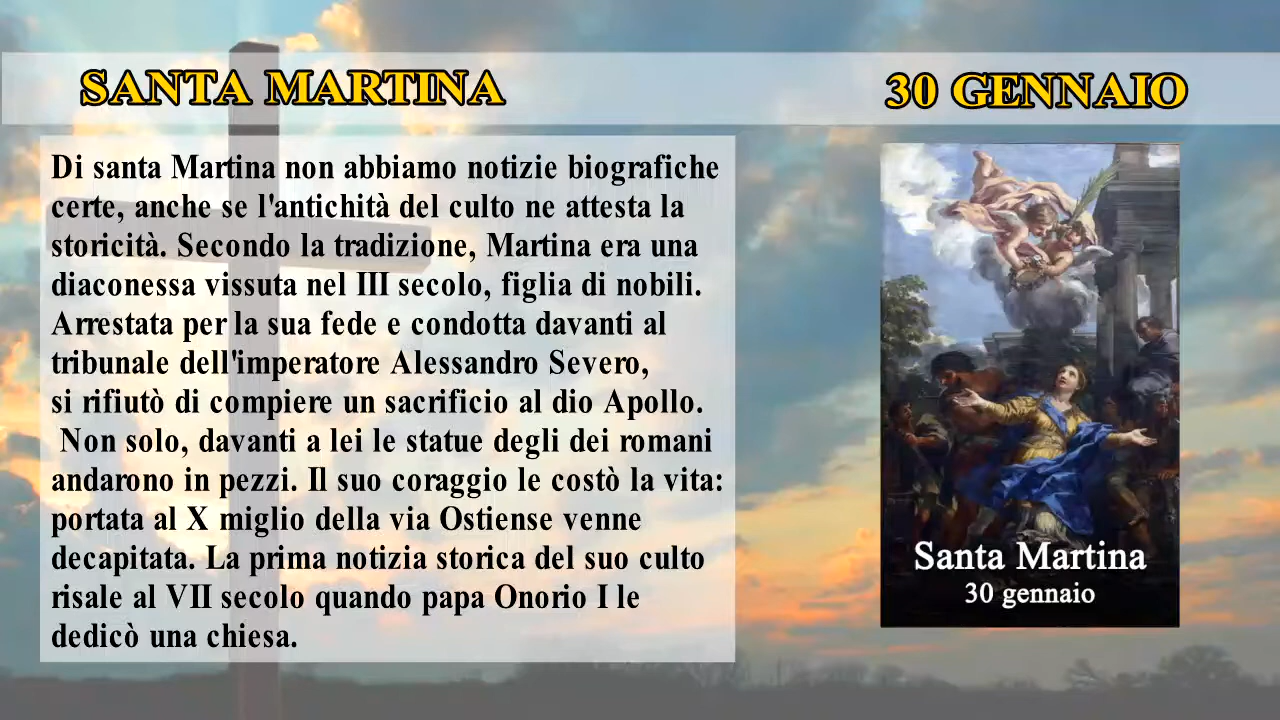 SANTA MARTINA
30 GENNAIO
Di santa Martina non abbiamo notizie biografiche
certe, anche se l'antichità del culto ne attesta la
storicità. Secondo la tradizione, Martina era una
diaconessa vissuta nel III secolo, figlia di nobili.
Arrestata per la sua fede e condotta davanti al
tribunale dell'imperatore Alessandro Severo,
si rifiutò di compiere un sacrificio al dio Apollo.
Non solo, davanti a lei le statue degli dei romani
andarono in pezzi. Il suo coraggio le costò la vita:
portata al X miglio della via Ostiense venne
decapitata. La prima notizia storica del suo culto
risale al VII secolo quando papa Onorio I le
dedicò una chiesa.
Santa Martina
30 gennaio